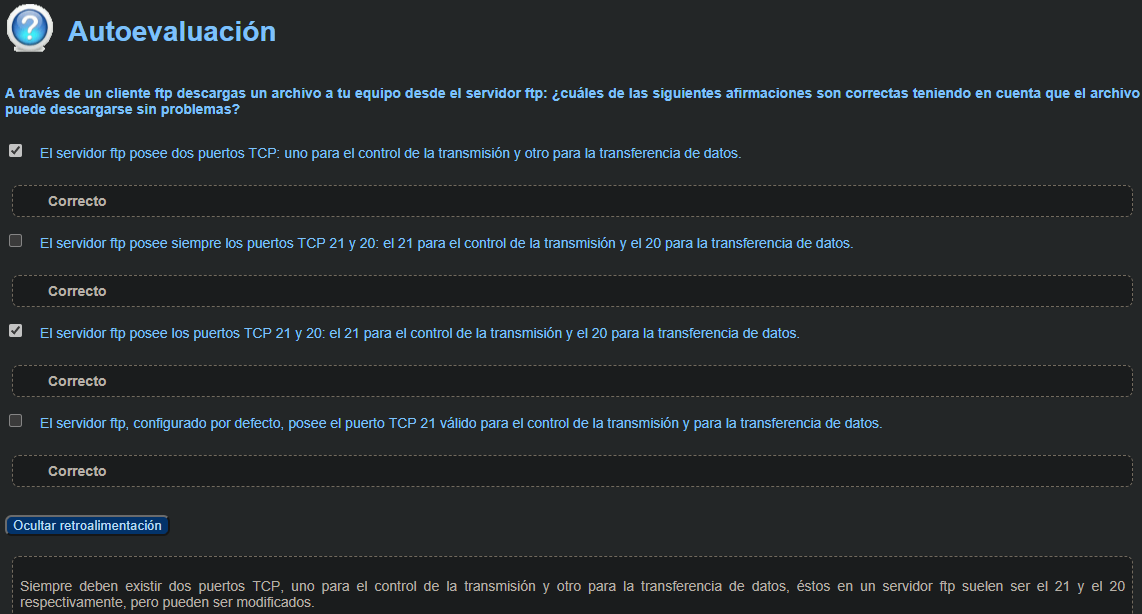 Autoevaluación
A través de un cliente ftp descargas un archivo a tu equipo desde el servidor ftp: ¿cuáles de las siguientes afirmaciones son correctas teniendo en cuenta que el archivo
puede descargarse sin problemas?
El servidor ftp posee dos puertos TCP: uno para el control de la transmisión y otro para la transferencia de datos.
Correcto
El servidor ftp posee siempre los puertos TCP 21 y 20: el 21 para el control de la transmisión y el 20 para la transferencia de datos.
Correcto
El servidor ftp posee los puertos TCP 21 y 20: el 21 para el control de la transmisión y el 20 para la transferencia de datos.
Correcto
El servidor ftp, configurado por defecto, posee el puerto TCP 21 válido para el control de la transmisión y para la transferencia de datos.
Correcto
Ocultar retroalimentación
Siempre deben existir dos puertos TCP, uno para el control de la transmisión y otro para la transferencia de datos, éstos en un servidor ftp suelen ser el 21 y el 20
respectivamente, pero pueden ser modificados.